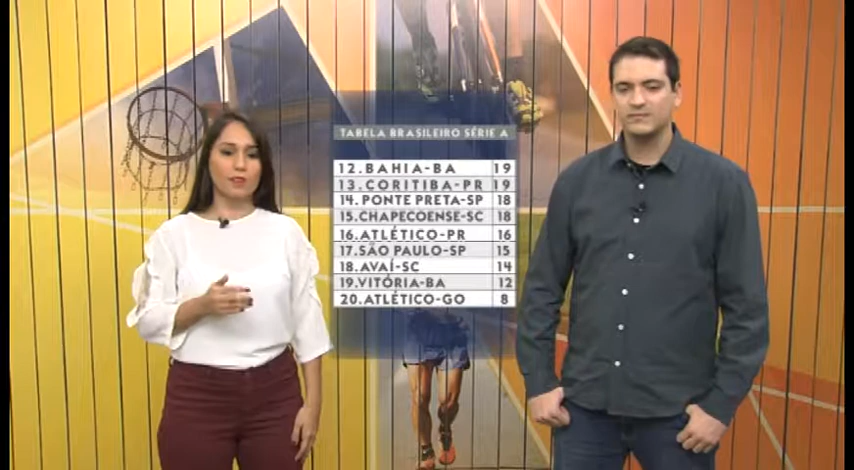 TABELA BRASILEIRO SÉRIE A
12.BAHIA-BA 19
13.CORITIBA-PR 19
14.PONTE PRETA-SP 18
15.CHAPECOENSE-SC 18
16.ATLÉTICO-PR 16
17.SÃO PAULO-SP 15
18.AVAÍ-SC 14
19.VITÓRIA-BA 12
20.ATLÉTICO-GO 8